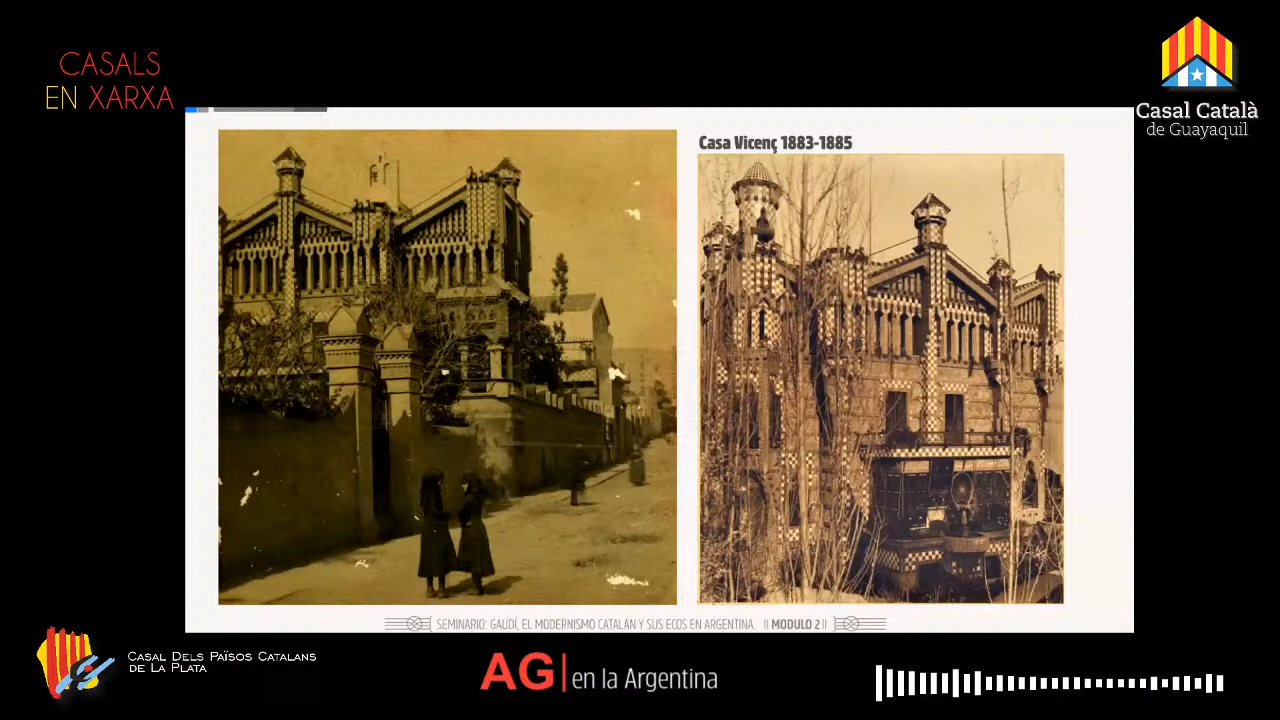 CASALS
EN XARXA
Casal Català
de Guayaquil
Casa Vicenç 1883-1885
SEMINARIO: GAUDÍ, EL MODERNISMO CATALÁN Y SUS ECOS EN ARGENTINA. || MODULO 2 ||
CASAL DELS PAÏSOS CATALANS
DE LA PLATA
AG| en la Argentina